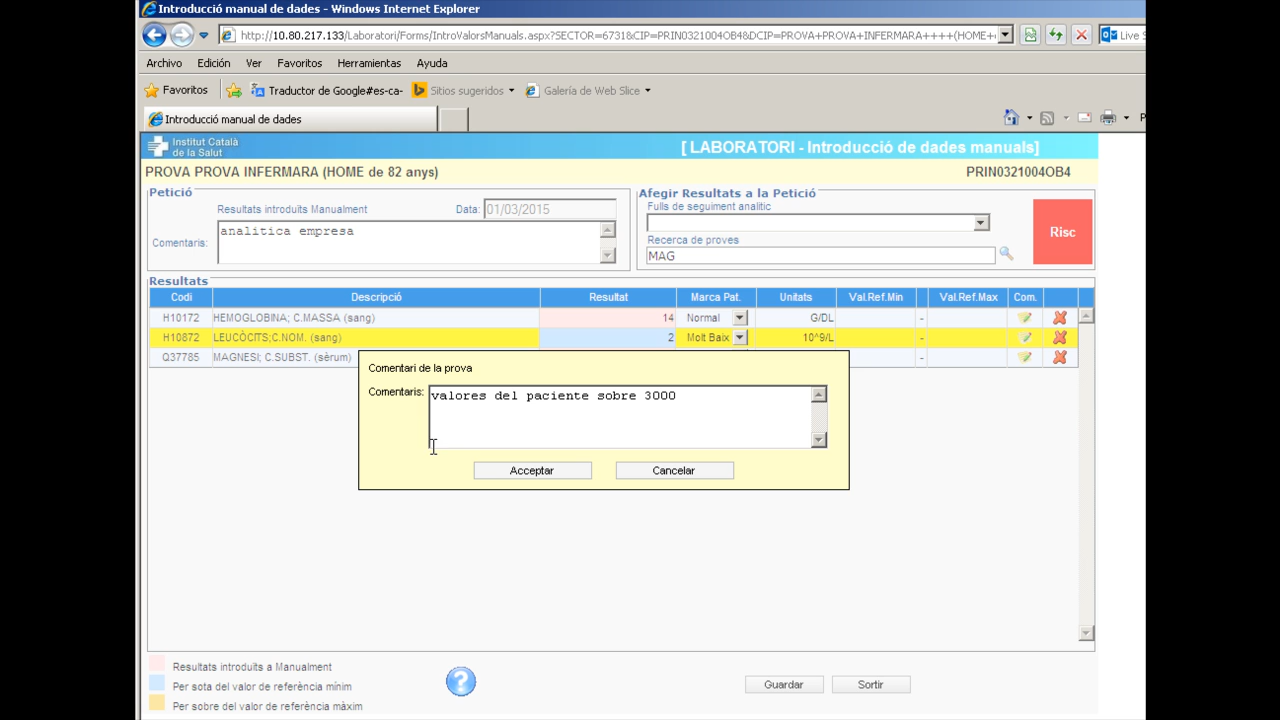 Introducció manual de dades - Windows Internet Explorer
http://10.80.217.133/Laboratori/Forms/IntroValorsManuals.aspx?SECTOR=6731&CIP=PRIN0321004OB4&DCIP=PROVA+PROVA+INFERMARA++++(HOME+
Live S
Archivo Edición Ver Favoritos Herramientas Ayuda
Favoritos Traductor de Google#es-ca- Sitios sugeridos Galería de Web Slice
Introducció manual de dades
P
Institut Català
de la Salut
[ LABORATORI - Introducció de dades manuals]
PROVA PROVA INFERMARA (HOME de 82 anys) PRIN0321004OB4
Petició
Resultats introduïts Manualment Data: 01/03/2015
Comentaris: analitica empresa
Afegir Resultats a la Petició
Fulls de seguiment analític
Recerca de proves
MAG
Risc
Resultats
Codi Descripció Resultat Marca Pat. Unitats Val.Ref.Min Val.Ref.Max Com.
H10172 HEMOGLOBINA; C.MASSA (sang) 14 Normal G/DL -
H10872 LEUCÒCITS;C.NOM. (sang) 2 Molt Baix 10^9/L -
Q37785 MAGNESI; C.SUBST. (sèrum) -
Comentari de la prova
Comentaris: valores del paciente sobre 3000
Acceptar Cancelar
Resultats introduïts a Manualment
Per sota del valor de referència mínim
Per sobre del valor de referència màxim
?
Guardar Sortir